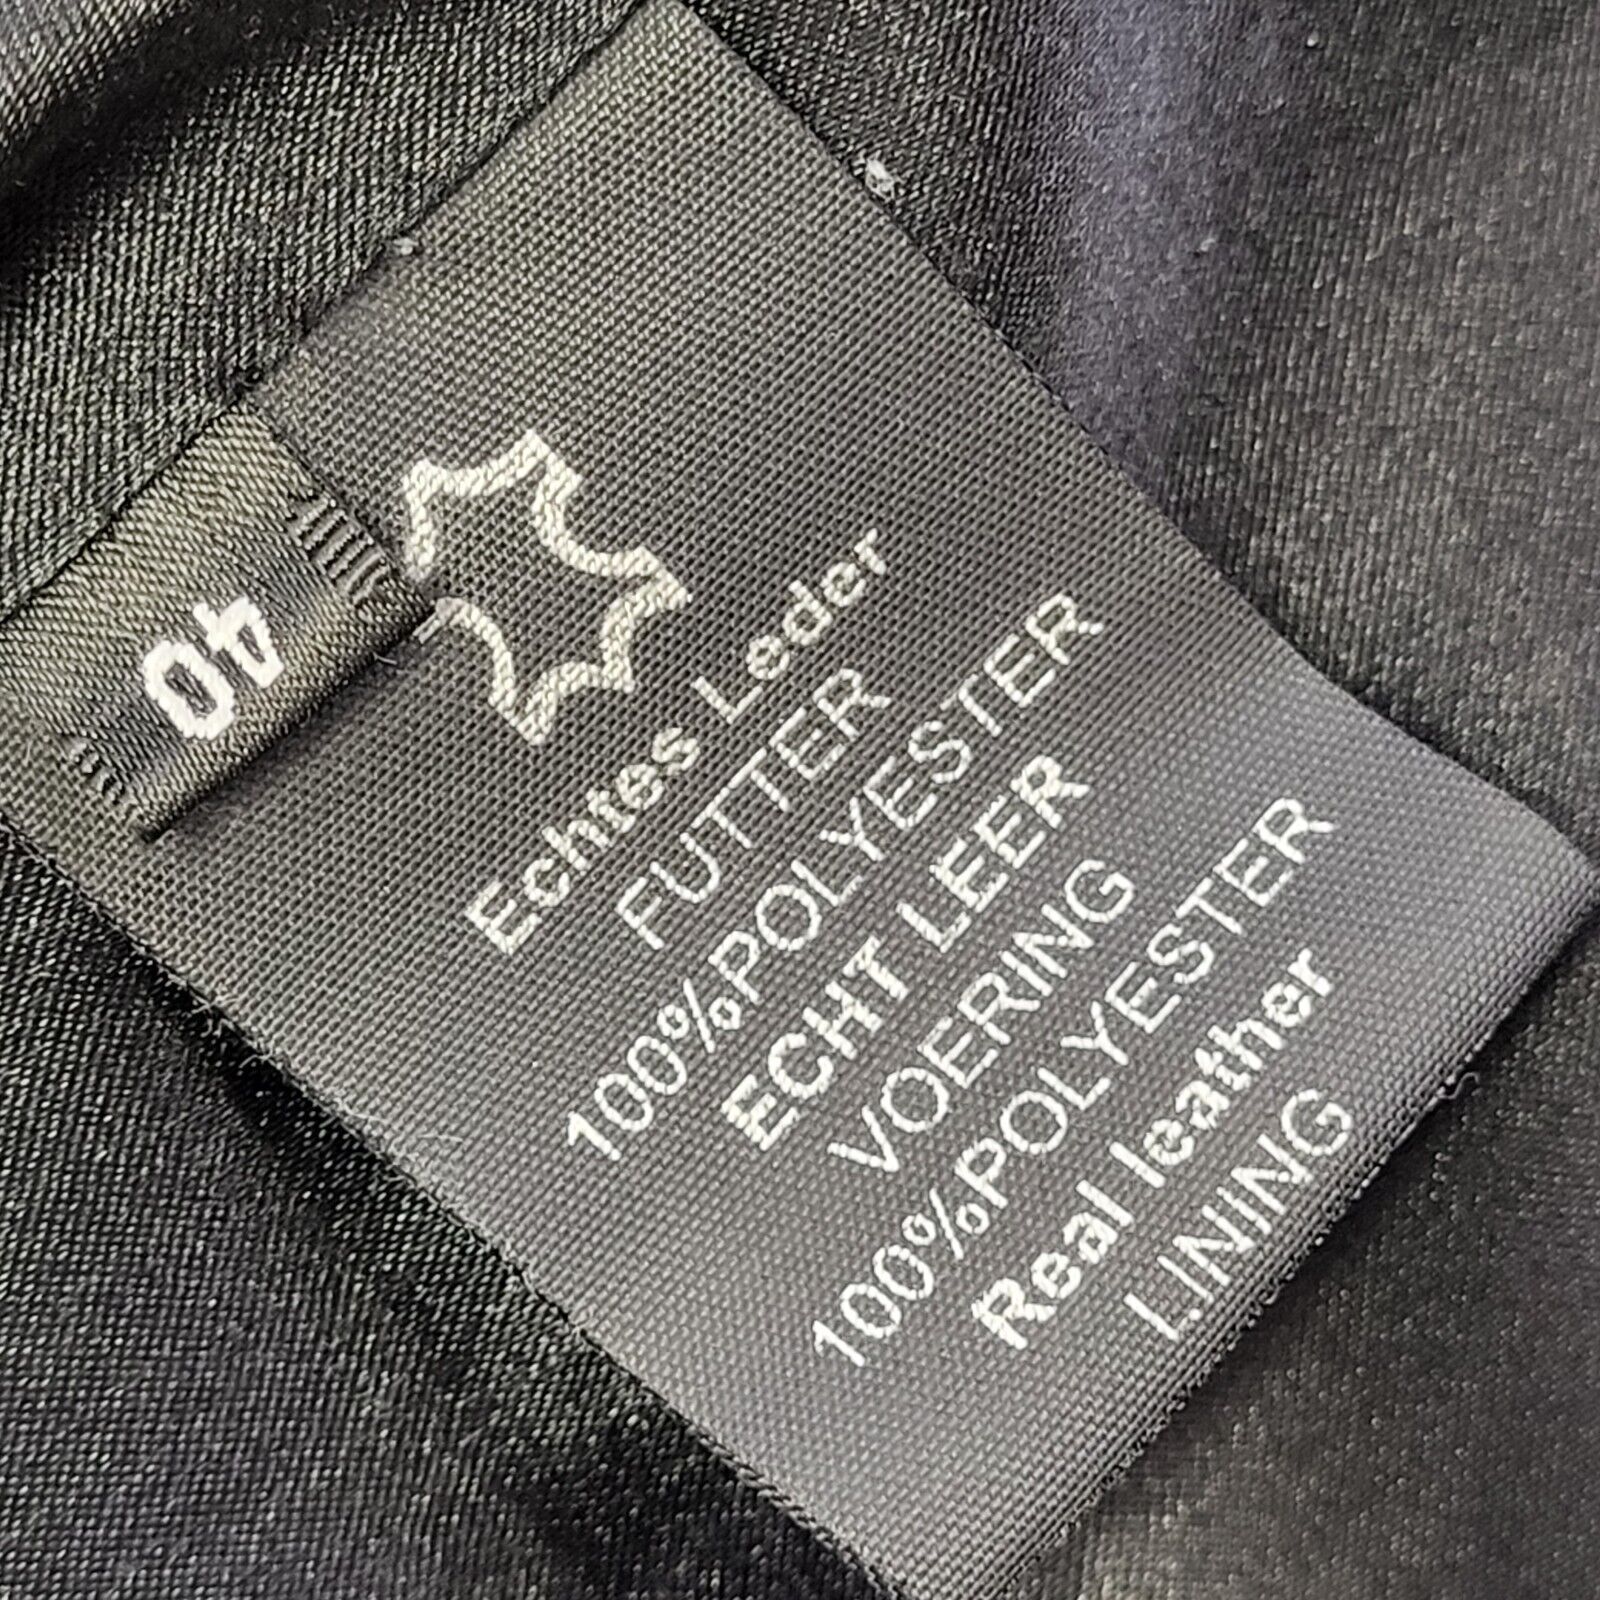 40
Echtes Leder
FUTTER
100%POLYESTER
ECHT LEER
VOERING
100%POLYESTER
Real leather
LINING